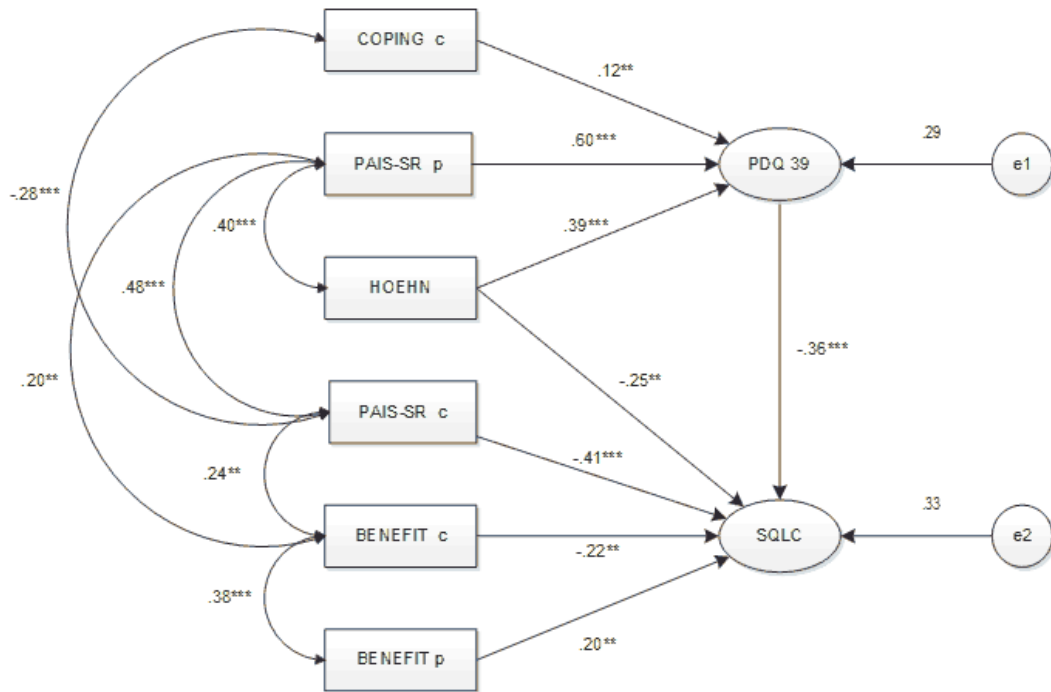 COPING c
.12**
.60***
.29
PAIS-SR p
PDQ 39
e1
-.28***
.40***
.39***
HOEHN
.48***
-.36***
.20**
-.25**
PAIS-SR c
-.41***
.24**
.33
BENEFIT c
-.22**
SQLC
e2
.38***
.20**
BENEFIT p